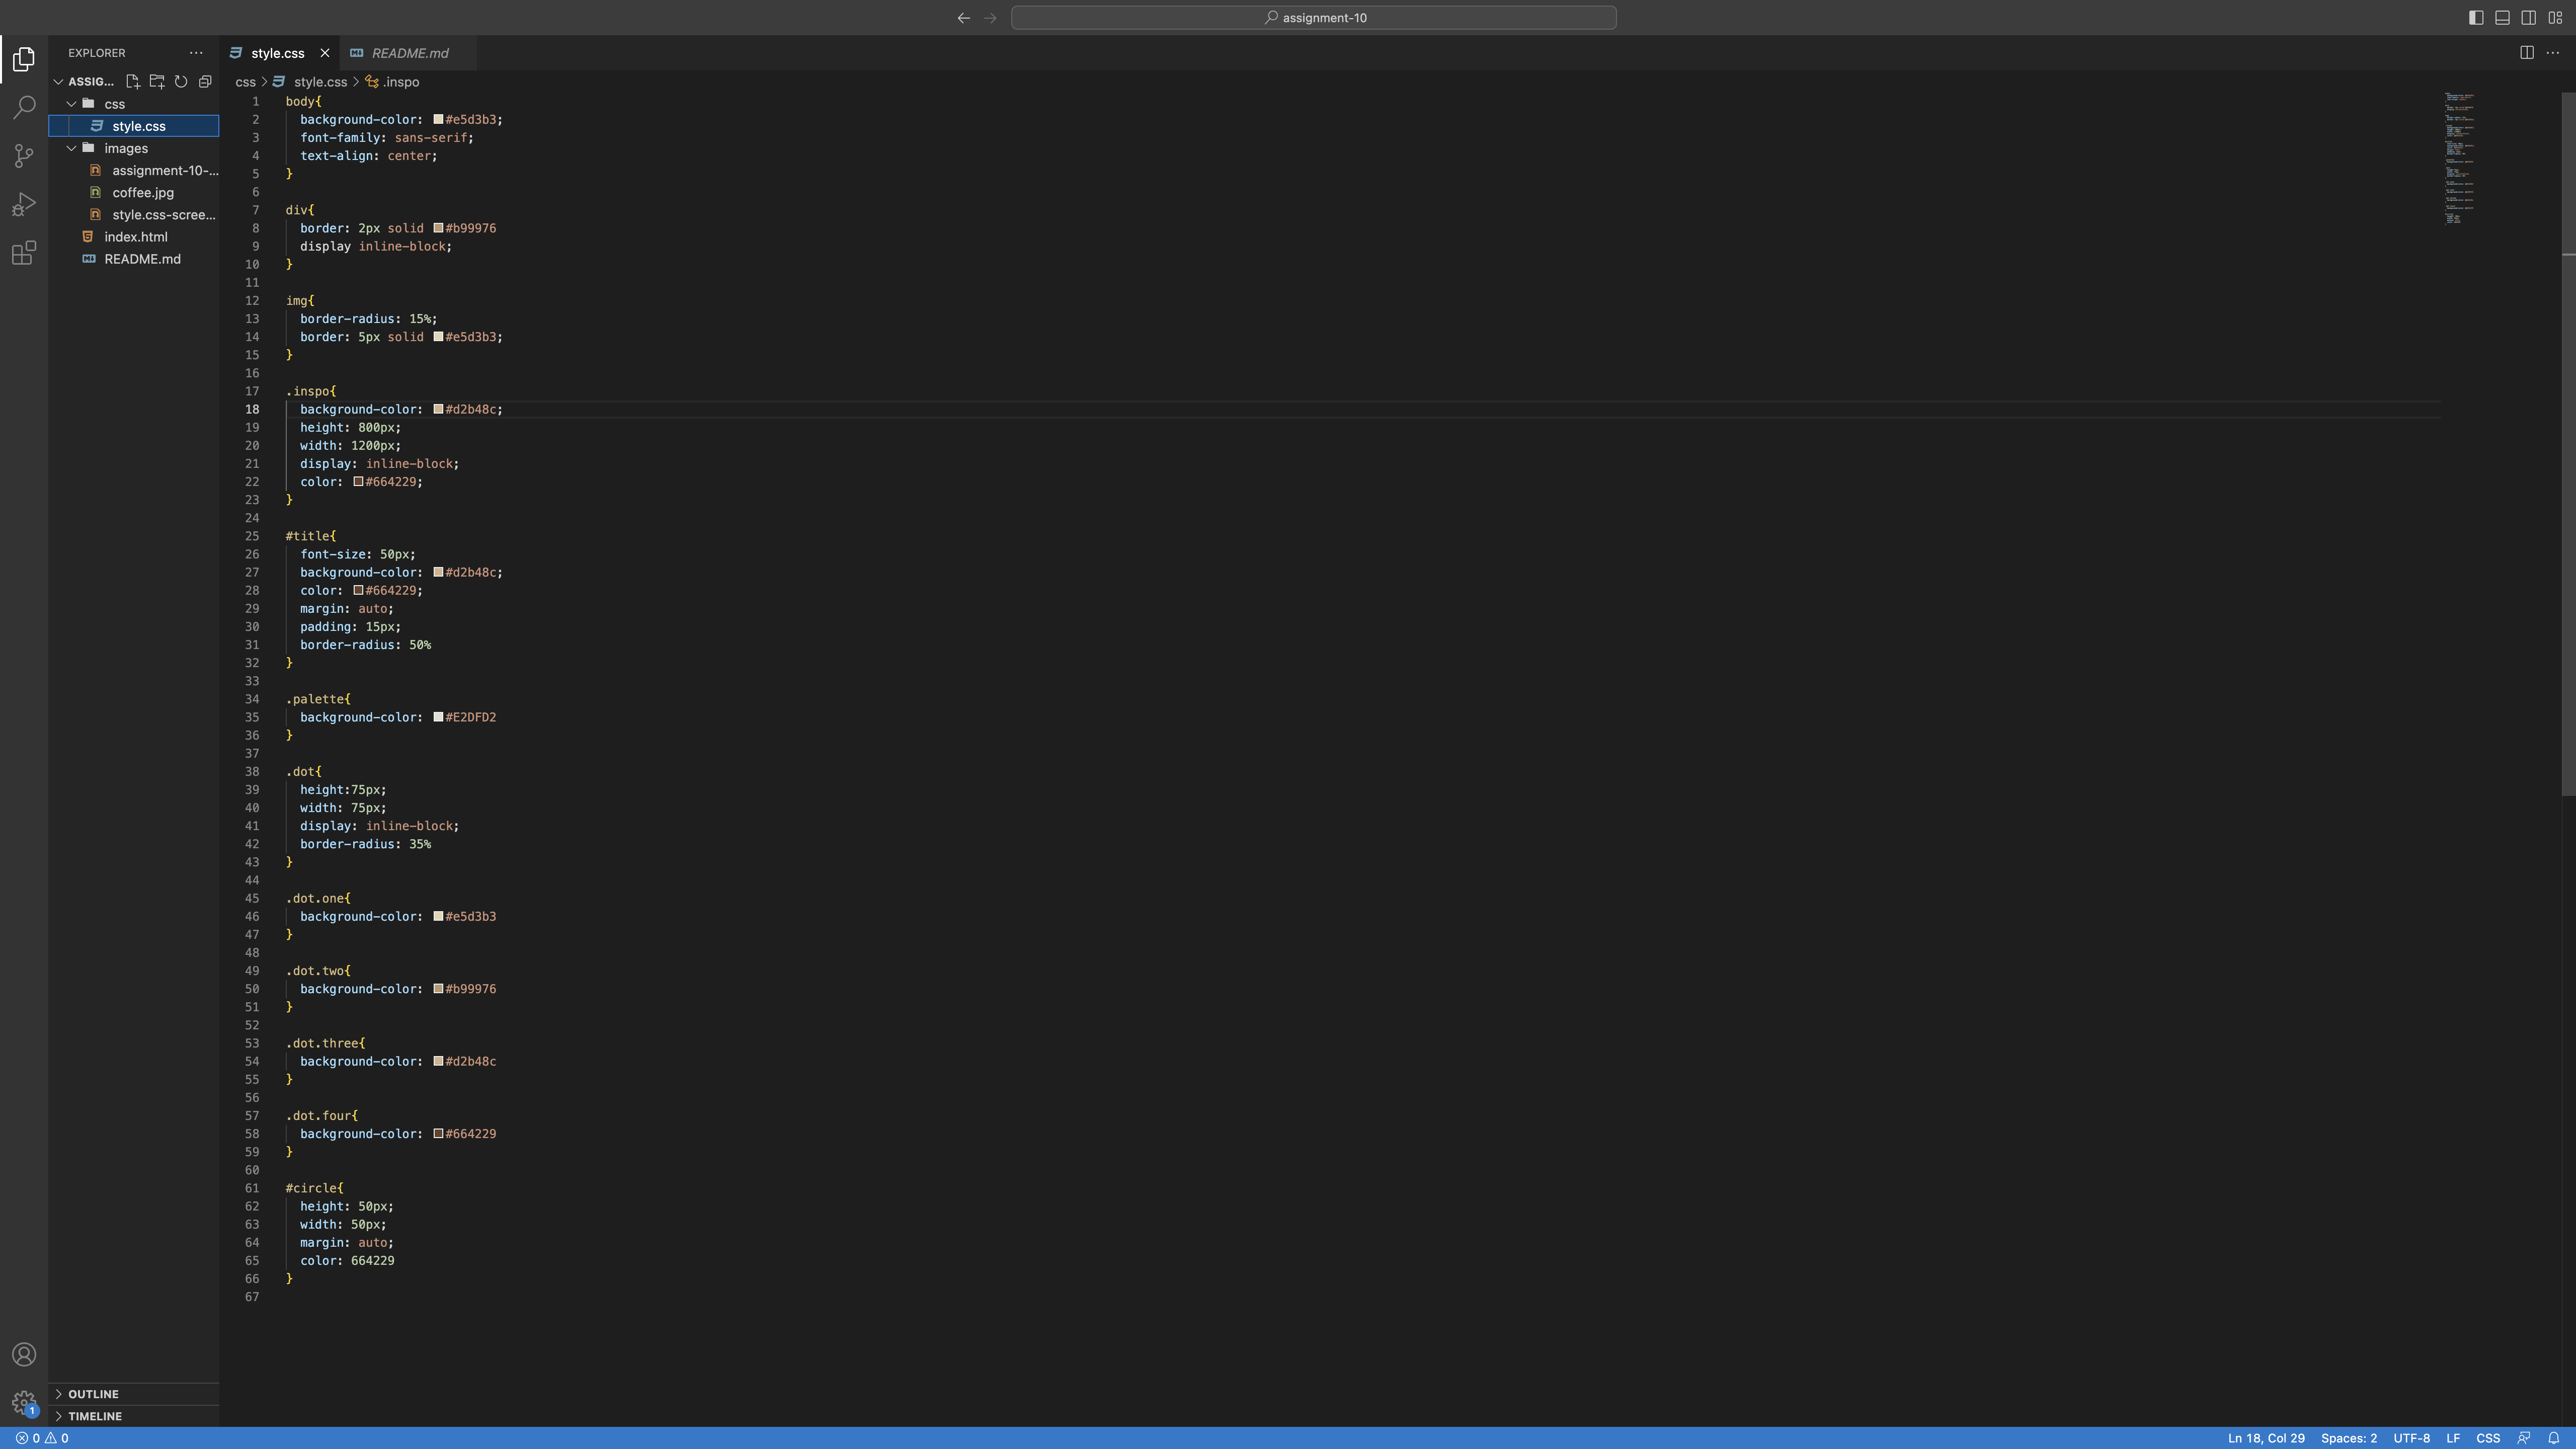 assignment-10
EXPLORER
style.css
README.md
ASSIG...
css
style.css
images
assignment-10-...
coffee.jpg
style.css-scree...
index.html
README.md
OUTLINE
TIMELINE
css > style.css > .inspo
1 body{
2 background-color: #e5d3b3;
3 font-family: sans-serif;
4 text-align: center;
5 }
6
7 div{
8 border: 2px solid #b99976
9 display inline-block;
10 }
11
12 img{
13 border-radius: 15%;
14 border: 5px solid #e5d3b3;
15 }
16
17 .inspo{
18 background-color: #d2b48c;
19 height: 800px;
20 width: 1200px;
21 display: inline-block;
22 color: #664229;
23 }
24
25 #title{
26 font-size: 50px;
27 background-color: #d2b48c;
28 color: #664229;
29 margin: auto;
30 padding: 15px;
31 border-radius: 50%
32 }
33
34 .palette{
35 background-color: #E2DFD2
36 }
37
38 .dot{
39 height:75px;
40 width: 75px;
41 display: inline-block;
42 border-radius: 35%
43 }
44
45 .dot.one{
46 background-color: #e5d3b3
47 }
48
49 .dot.two{
50 background-color: #b99976
51 }
52
53 .dot.three{
54 background-color: #d2b48c
55 }
56
57 .dot.four{
58 background-color: #664229
59 }
60
61 #circle{
62 height: 50px;
63 width: 50px;
64 margin: auto;
65 color: 664229
66 }
67
1
0 0
Ln 18, Col 29 Spaces: 2 UTF-8 LF CSS